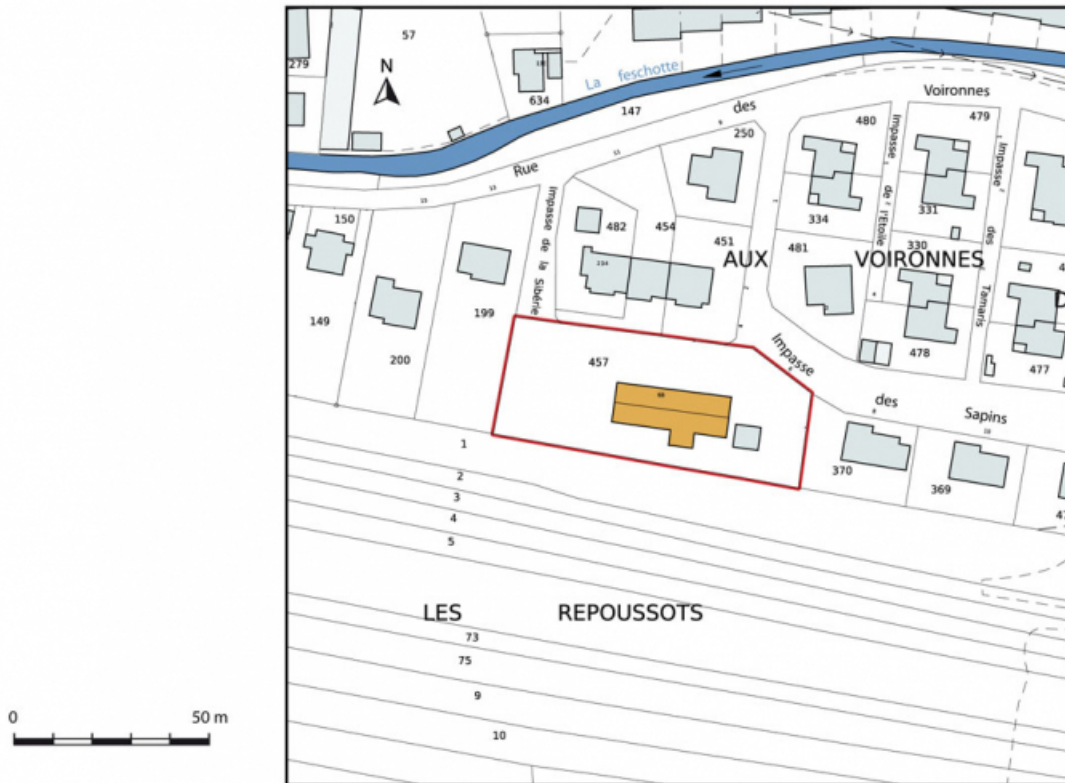 57
279
N
La feschotte
634
147
des
Voironnes
480
479
250
Rue
Impasse
de l'Etoile
Impasse
des
Tamaris
150
Impasse de la Sibérie
482
454
451
334
481
331
330
AUX VOIRONNES
149
200
199
478
477
457
Impasse
des
Sapins
370
369
1
2
3
4
5
LES REPOUSSOTS
73
75
9
10
0 50 m